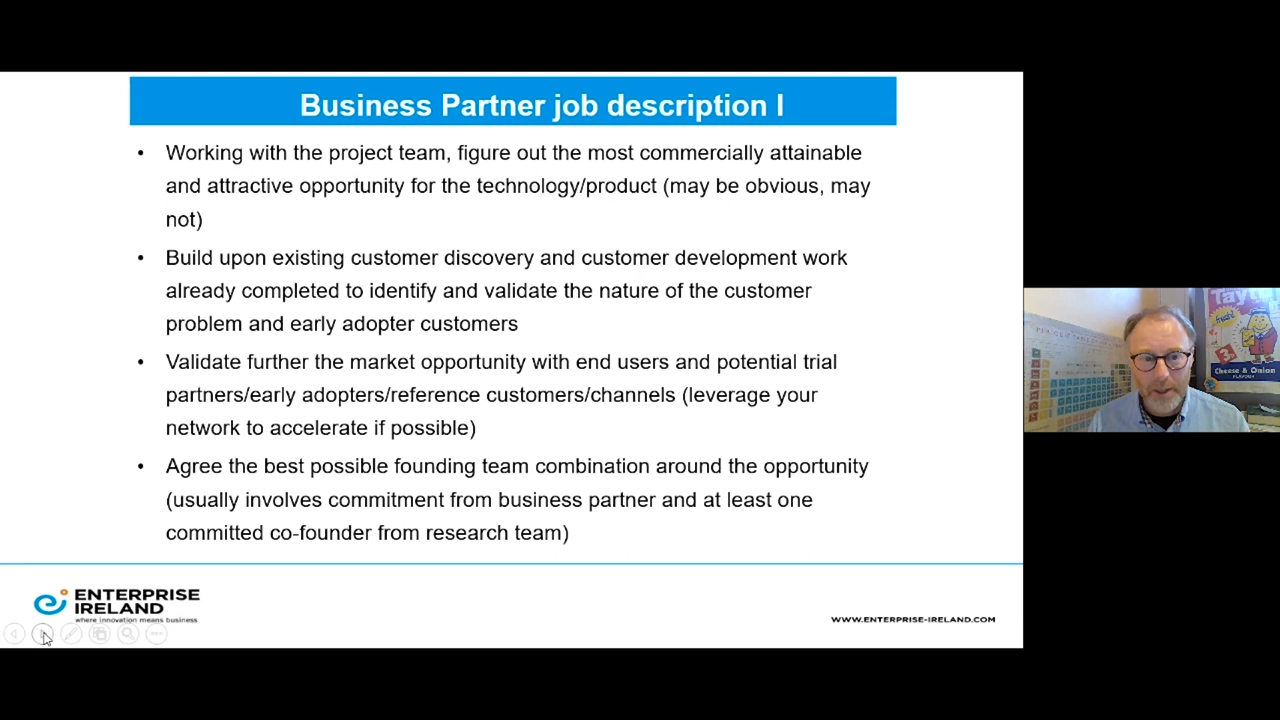 Business Partner job description I
• Working with the project team, figure out the most commercially attainable
and attractive opportunity for the technology/product (may be obvious, may
not)
• Build upon existing customer discovery and customer development work
already completed to identify and validate the nature of the customer
problem and early adopter customers
• Validate further the market opportunity with end users and potential trial
partners/early adopters/reference customers/channels (leverage your
network to accelerate if possible)
• Agree the best possible founding team combination around the opportunity
(usually involves commitment from business partner and at least one
committed co-founder from research team)
ENTERPRISE
IRELAND
where innovation means business
WWW.ENTERPRISE-IRELAND.COM
Tayto
Cheese & Onion
FLAVOUR